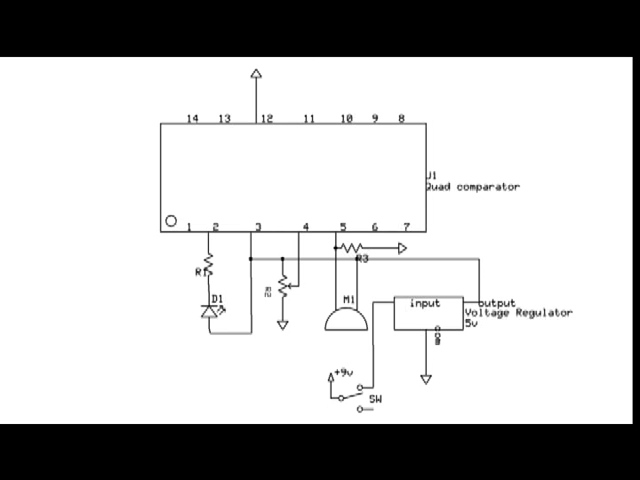 14 13 12 11 10 9 8
J1
Quad comparator
1 2 3 4 5 6 7
R3
R1
D1
M1
input
output
Voltage Regulator
5v
+9v
SW